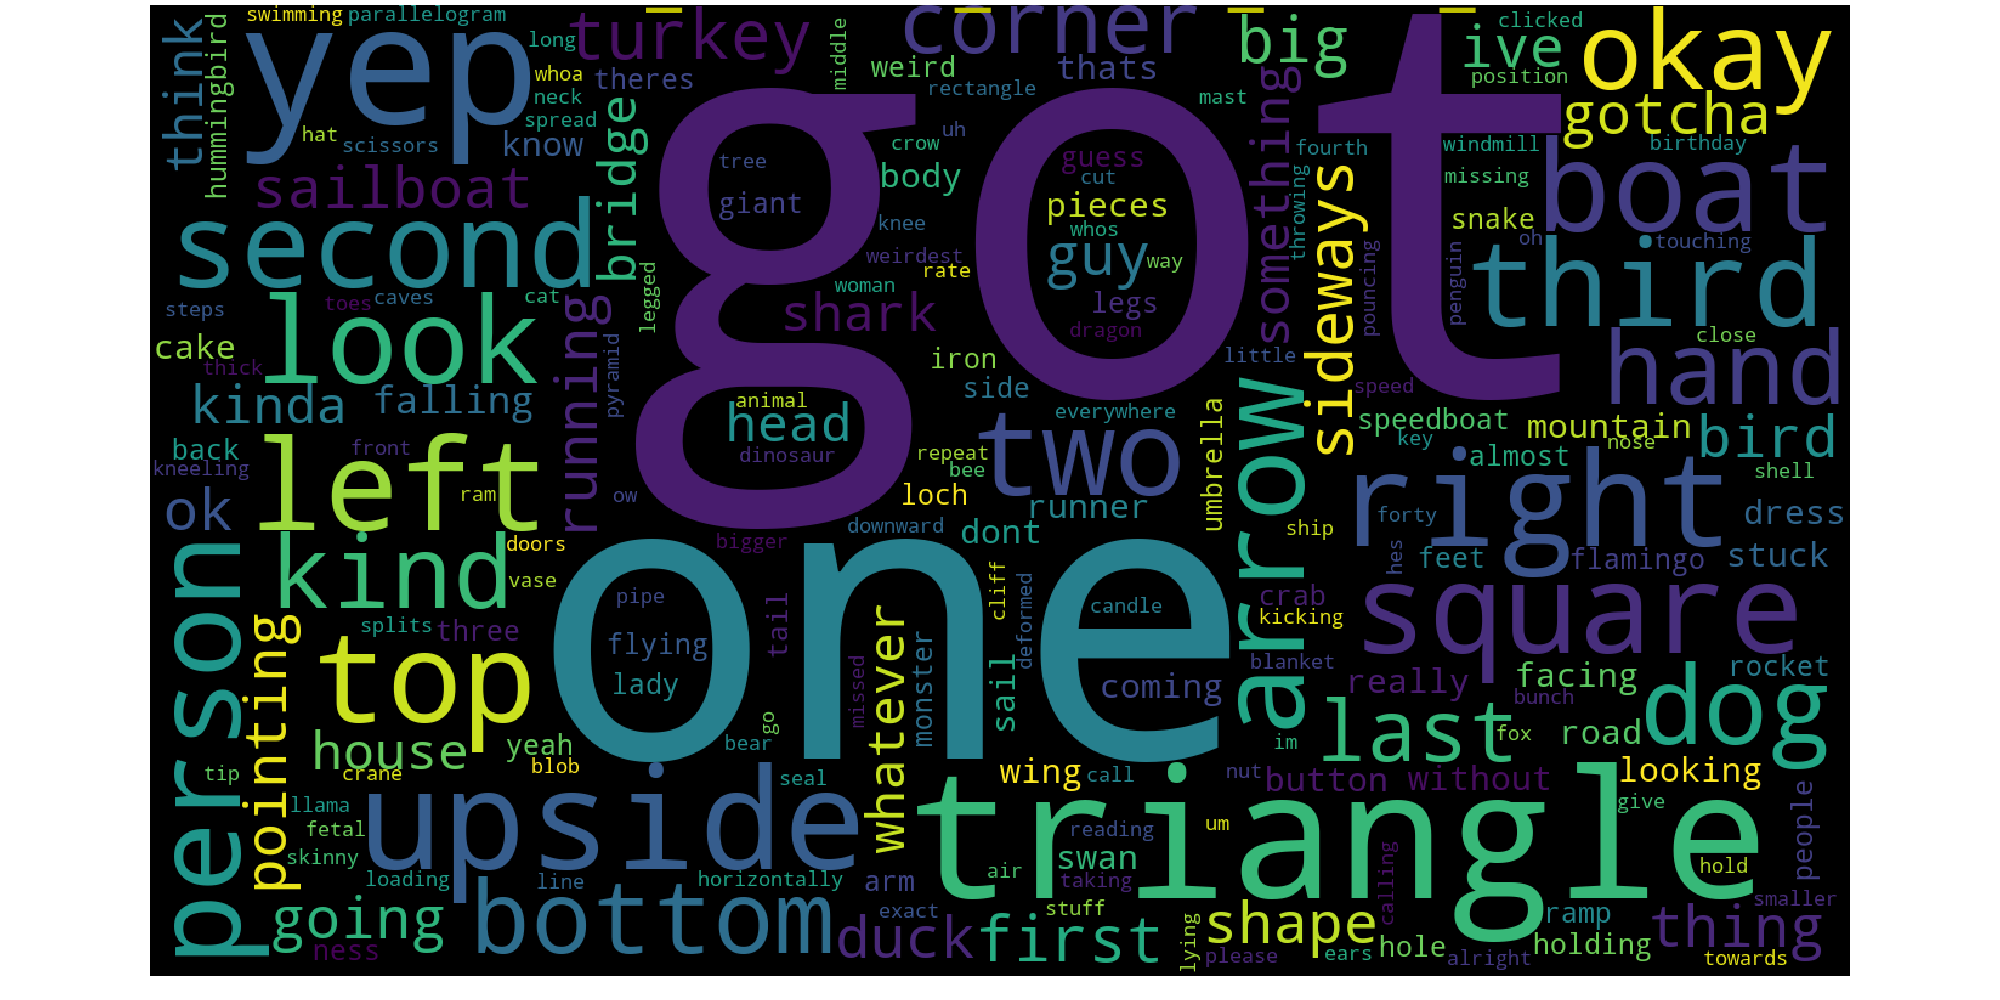 swimming
parallelogram
think
hummingbird
yep
long
whoa
neck
spread
hat
scissors
know
turkey
theres
middle
corner
weird
thats
rectangle
mast
big
ive
clicked
position
okay
gotcha
got
sailboat
bridge
tree
giant
crow
uh
body
knee
weirdest
rate
woman
guess
cut
pieces
whos
guy
way
legs
dragon
something
throwing
fourth
sideways
pouncing
windmill
missing
snake
penguin
oh
birthday
boat
touching
second
third
steps
toes
caves
cat
legged
look
running
shark
iron
side
little
close
hand
cake
thick
kinda
falling
pyramid
animal
head
dinosaur
everywhere
two
repeat
bee
loch
umbrella
arrow
speed
speedboat
key
mountain
nose
almost
bird
shell
back
kneeling
front
left
ram
ow
ok
runner
dont
downward
bigger
right
forty
ship
hes
feet
flamingo
dress
stuck
person
kind
doors
vase
one
pipe
flying
lady
tail
missed
go
bear
whatever
monster
cliff
deformed
sail
candle
coming
crab
kicking
blanket
im
square
really
facing
bunch
rocket
splits
three
pointing
top
house
yeah
blob
crane
tip
last
fox
road
dog
llama
fetal
skinny
loading
upside
seal
wing
call
nut
button
without
looking
give
people
reading
um
swan
air
taking
triangle
hold
going
ness
line
bottom
horizontally
arm
exact
duck
first
stuff
lying
shape
please
calling
ears
hole
alright
ramp
holding
thing
smaller
towards